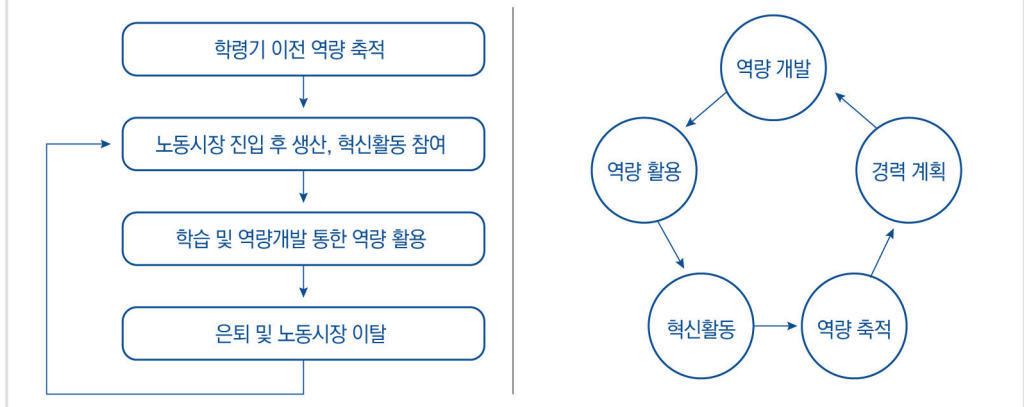 학령기 이전 역량 축적
노동시장 진입 후 생산, 혁신활동 참여
학습 및 역량개발 통한 역량 활용
은퇴 및 노동시장 이탈
역량 개발
역량 활용
경력 계획
혁신활동
역량 축적